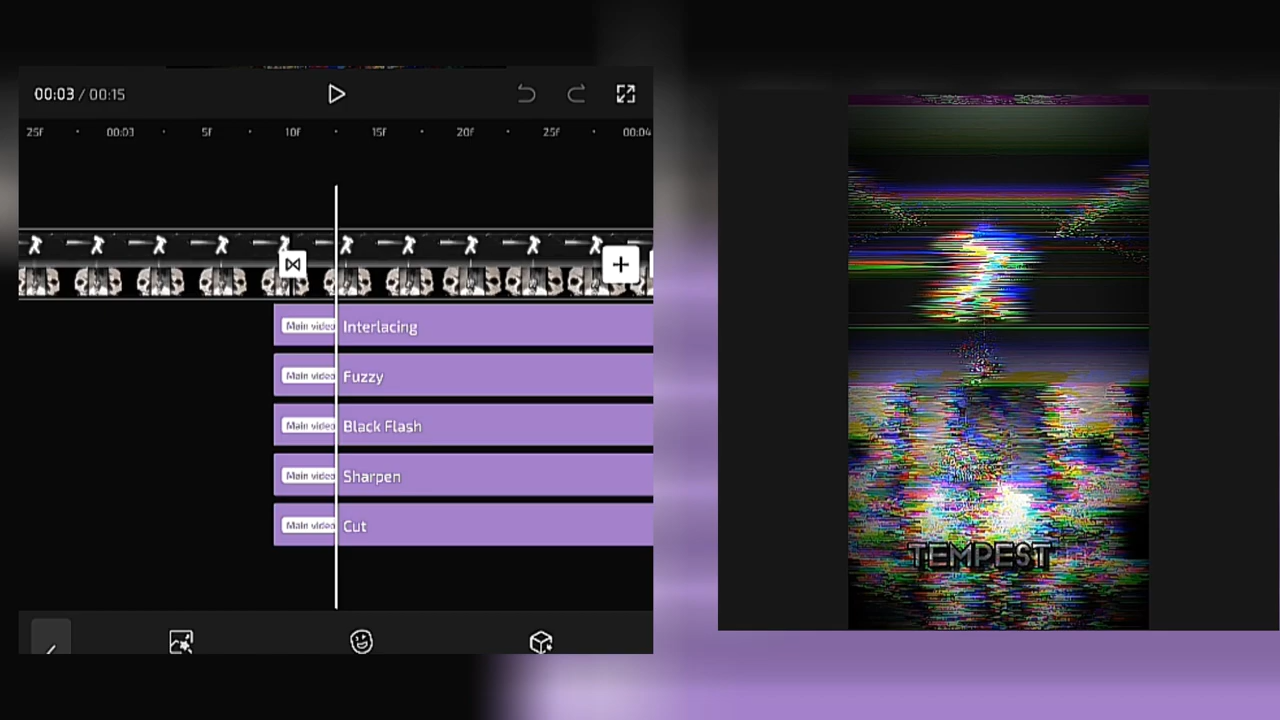 00:03 / 00:15
25f 00:03 5f 10f 15f 20f 25f 00:04
Main video Interlacing
Main video Fuzzy
Main video Black Flash
Main video Sharpen
Main video Cut
TEMPEST